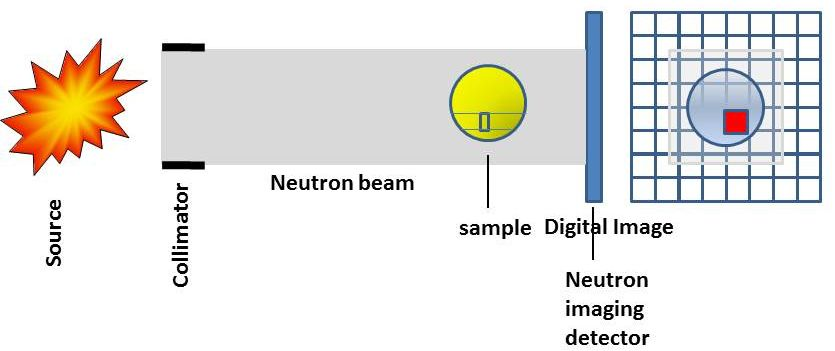 Source
Collimator
Neutron beam
sample
Digital Image
Neutron
imaging
detector